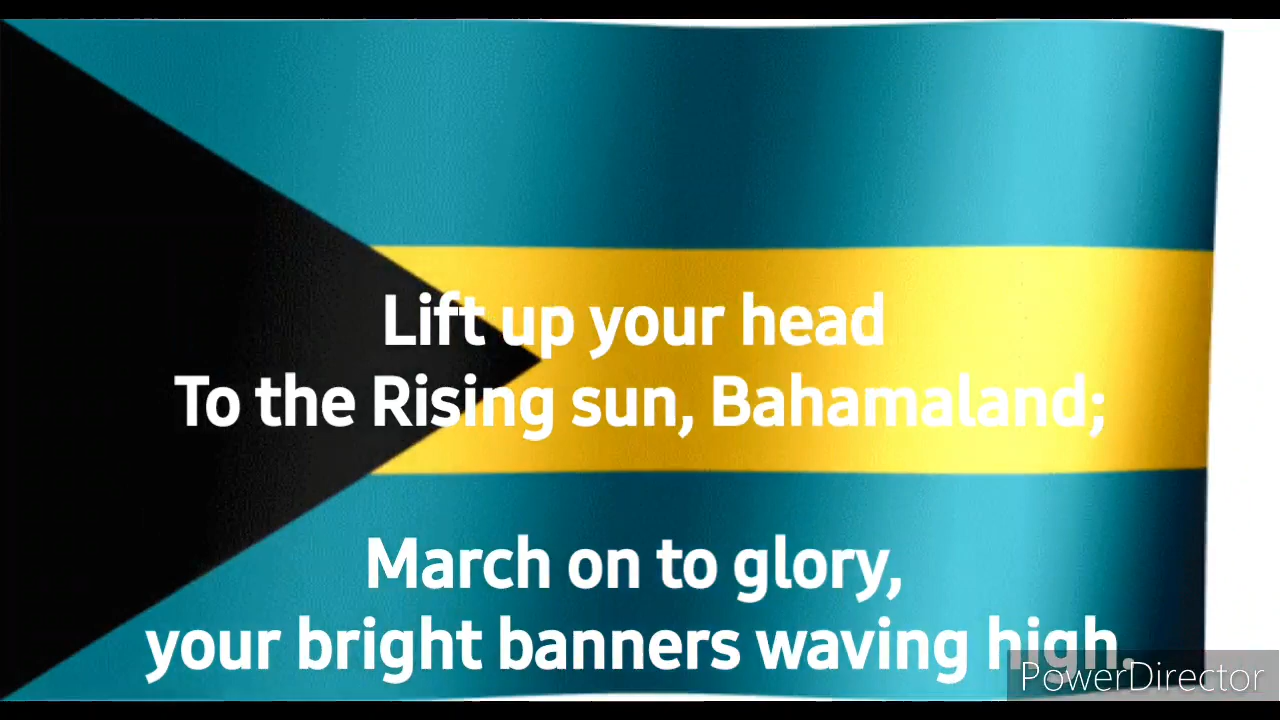 Lift up your head
To the Rising sun, Bahamaland;
March on to glory,
your bright banners waving high.
PowerDirector